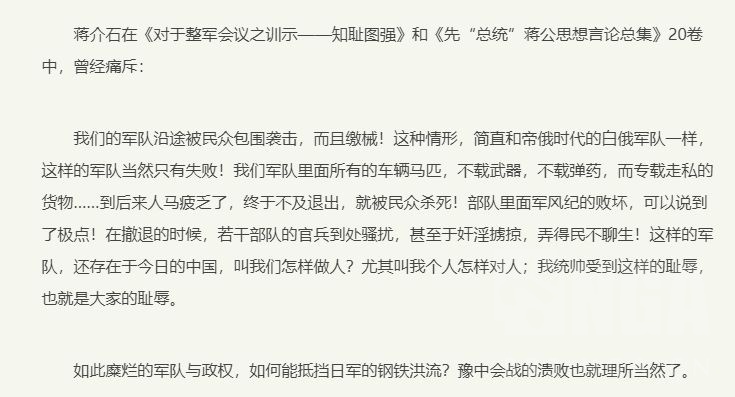 蒋介石在《对于整军会议之训示——知耻图强》和《先“总统”蒋公思想言论总集》20卷
中，曾经痛斥：
我们的军队沿途被民众包围袭击，而且缴械！这种情形，简直和帝俄时代的白俄军队一样，
这样的军队当然只有失败！我们军队里面所有的车辆马匹，不载武器，不载弹药，而专载走私的
货物……到后来人马疲乏了，终于不及退出，就被民众杀死！部队里面军风纪的败坏，可以说到
了极点！在撤退的时候，若干部队的官兵到处骚扰，甚至于奸淫掳掠，弄得民不聊生！这样的军
队，还存在于今日的中国，叫我们怎样做人？尤其叫我个人怎样对人；我统帅受到这样的耻辱，
也就是大家的耻辱。
如此糜烂的军队与政权，如何能抵挡日军的钢铁洪流？豫中会战的溃败也就理所当然了。